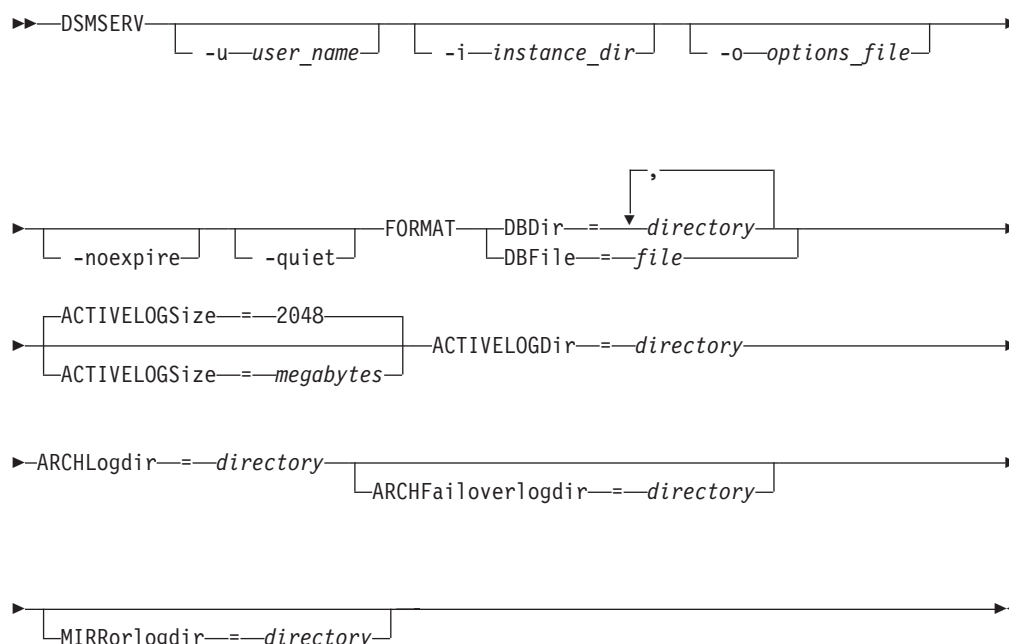 DSMSERV
-u user_name -i instance_dir -o options_file
,
FORMAT DBDir = directory
-noexpire -quiet DBFile = file
ACTIVELOGSize = 2048
ACTIVELOGDir = directory
ACTIVELOGSize = megabytes
ARCHLogdir = directory
ARCHFailoverlogdir = directory
MIRRorlogdir = directory